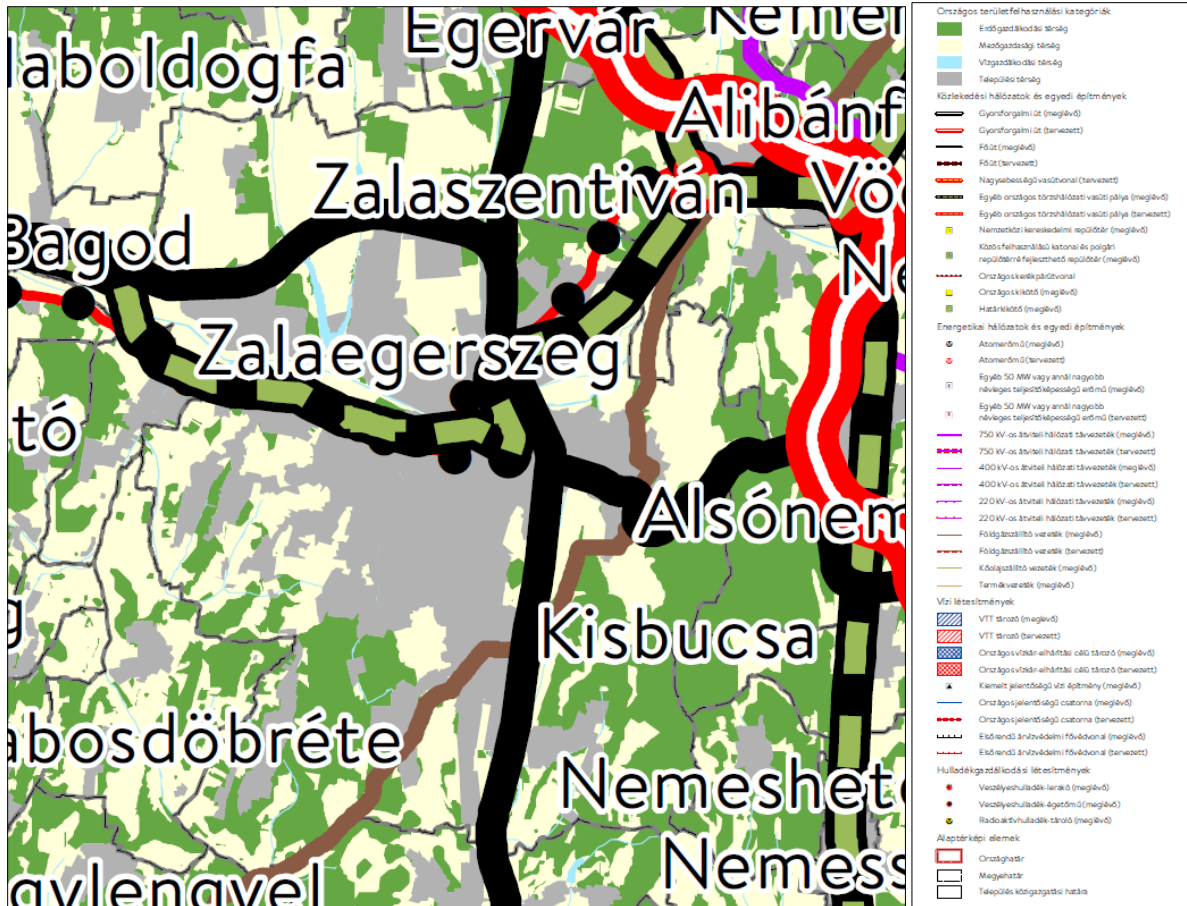 Egervár
Kemen
laboldogfa
Alibánf
Zalaszentiván
Vö
Bagod
Ne
Zalaegerszeg
tó
Alsónem
g
Kisbucsa
abosdöbréte
Nemeshet
Nemess
gylengyel
Országos területfelhasználási kategóriák
Erdőgazdálkodási térség
Mezőgazdasági térség
Vízgazdálkodási térség
Települési térség
Közlekedési hálózatok és egyedi építmények
Gyorsforgalmi út (meglévő)
Gyorsforgalmi út (tervezett)
Főút (meglévő)
Főút (tervezett)
Nagysebességű vasútvonal (tervezett)
Egyéb országos törzshálózati vasúti pálya (meglévő)
Egyéb országos törzshálózati vasúti pálya (tervezett)
Nemzetközi kereskedelmi repülőtér (meglévő)
Közös felhasználású katonai és polgári
repülőtérré fejleszthető repülőtér (meglévő)
Országos kerékpárútvonal
Országos kikötő (meglévő)
Határkikötő (meglévő)
Energetikai hálózatok és egyedi építmények
Atomerőmű (meglévő)
Atomerőmű (tervezett)
Egyéb 50 MW vagy annál nagyobb
névleges teljesítőképességű erőmű (meglévő)
Egyéb 50 MW vagy annál nagyobb
névleges teljesítőképességű erőmű (tervezett)
750 kV-os átviteli hálózati távvezeték (meglévő)
750 kV-os átviteli hálózati távvezeték (tervezett)
400 kV-os átviteli hálózati távvezeték (meglévő)
400 kV-os átviteli hálózati távvezeték (tervezett)
220 kV-os átviteli hálózati távvezeték (meglévő)
220 kV-os átviteli hálózati távvezeték (tervezett)
Földgázszállító vezeték (meglévő)
Földgázszállító vezeték (tervezett)
Kőolajszállító vezeték (meglévő)
Termékvezeték (meglévő)
Vízi létesítmények
VTT tározó (meglevő)
VTT tározó (tervezett)
Országos vízkár-elhárítási célú tározó (meglévő)
Országos vízkár-elhárítási célú tározó (tervezett)
Kiemelt jelentőségű vízi építmény (meglévő)
Országos jelentőségű csatorna (meglévő)
Országos jelentőségű csatorna (tervezett)
Elsőrendű árvízvédelmi fővédvonal (meglévő)
Elsőrendű árvízvédelmi fővédvonal (tervezett)
Hulladékgazdálkodási létesítmények
Veszélyeshulladék-lerakó (meglévő)
Veszélyeshulladék-égetőmű (meglévő)
Radioaktívhulladék-tároló (meglévő)
Alaptérképi elemek
Országhatár
Megyehatár
Település közigazgatási határa